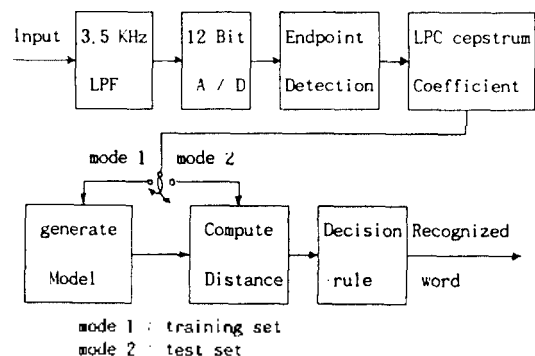 Input
3.5 KHz
LPF
12 Bit
A / D
Endpoint
Detection
LPC cepstrum
Coefficient
mode 1
mode 2
generate
Model
Compute
Distance
Decision
rule
Recognized
word
mode 1 : training set
mode 2 : test set